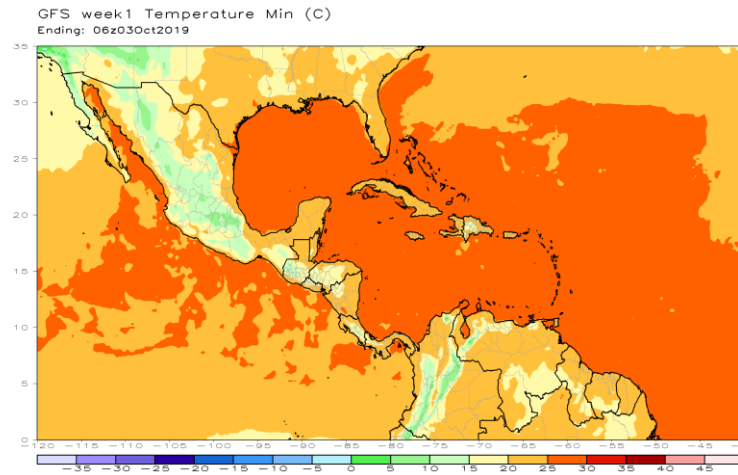 GFS week1 Temperature Min (C)
Ending: 06z03Oct2019
35
30
25
20
15
10
5
0
-120 -115 -110 -105 -100 -95 -90 -85 -80 -75 -70 -65 -60 -55 -50 -45 -40
-35 -30 -25 -20 -15 -10 -5 0 5 10 15 20 25 30 35 40 45